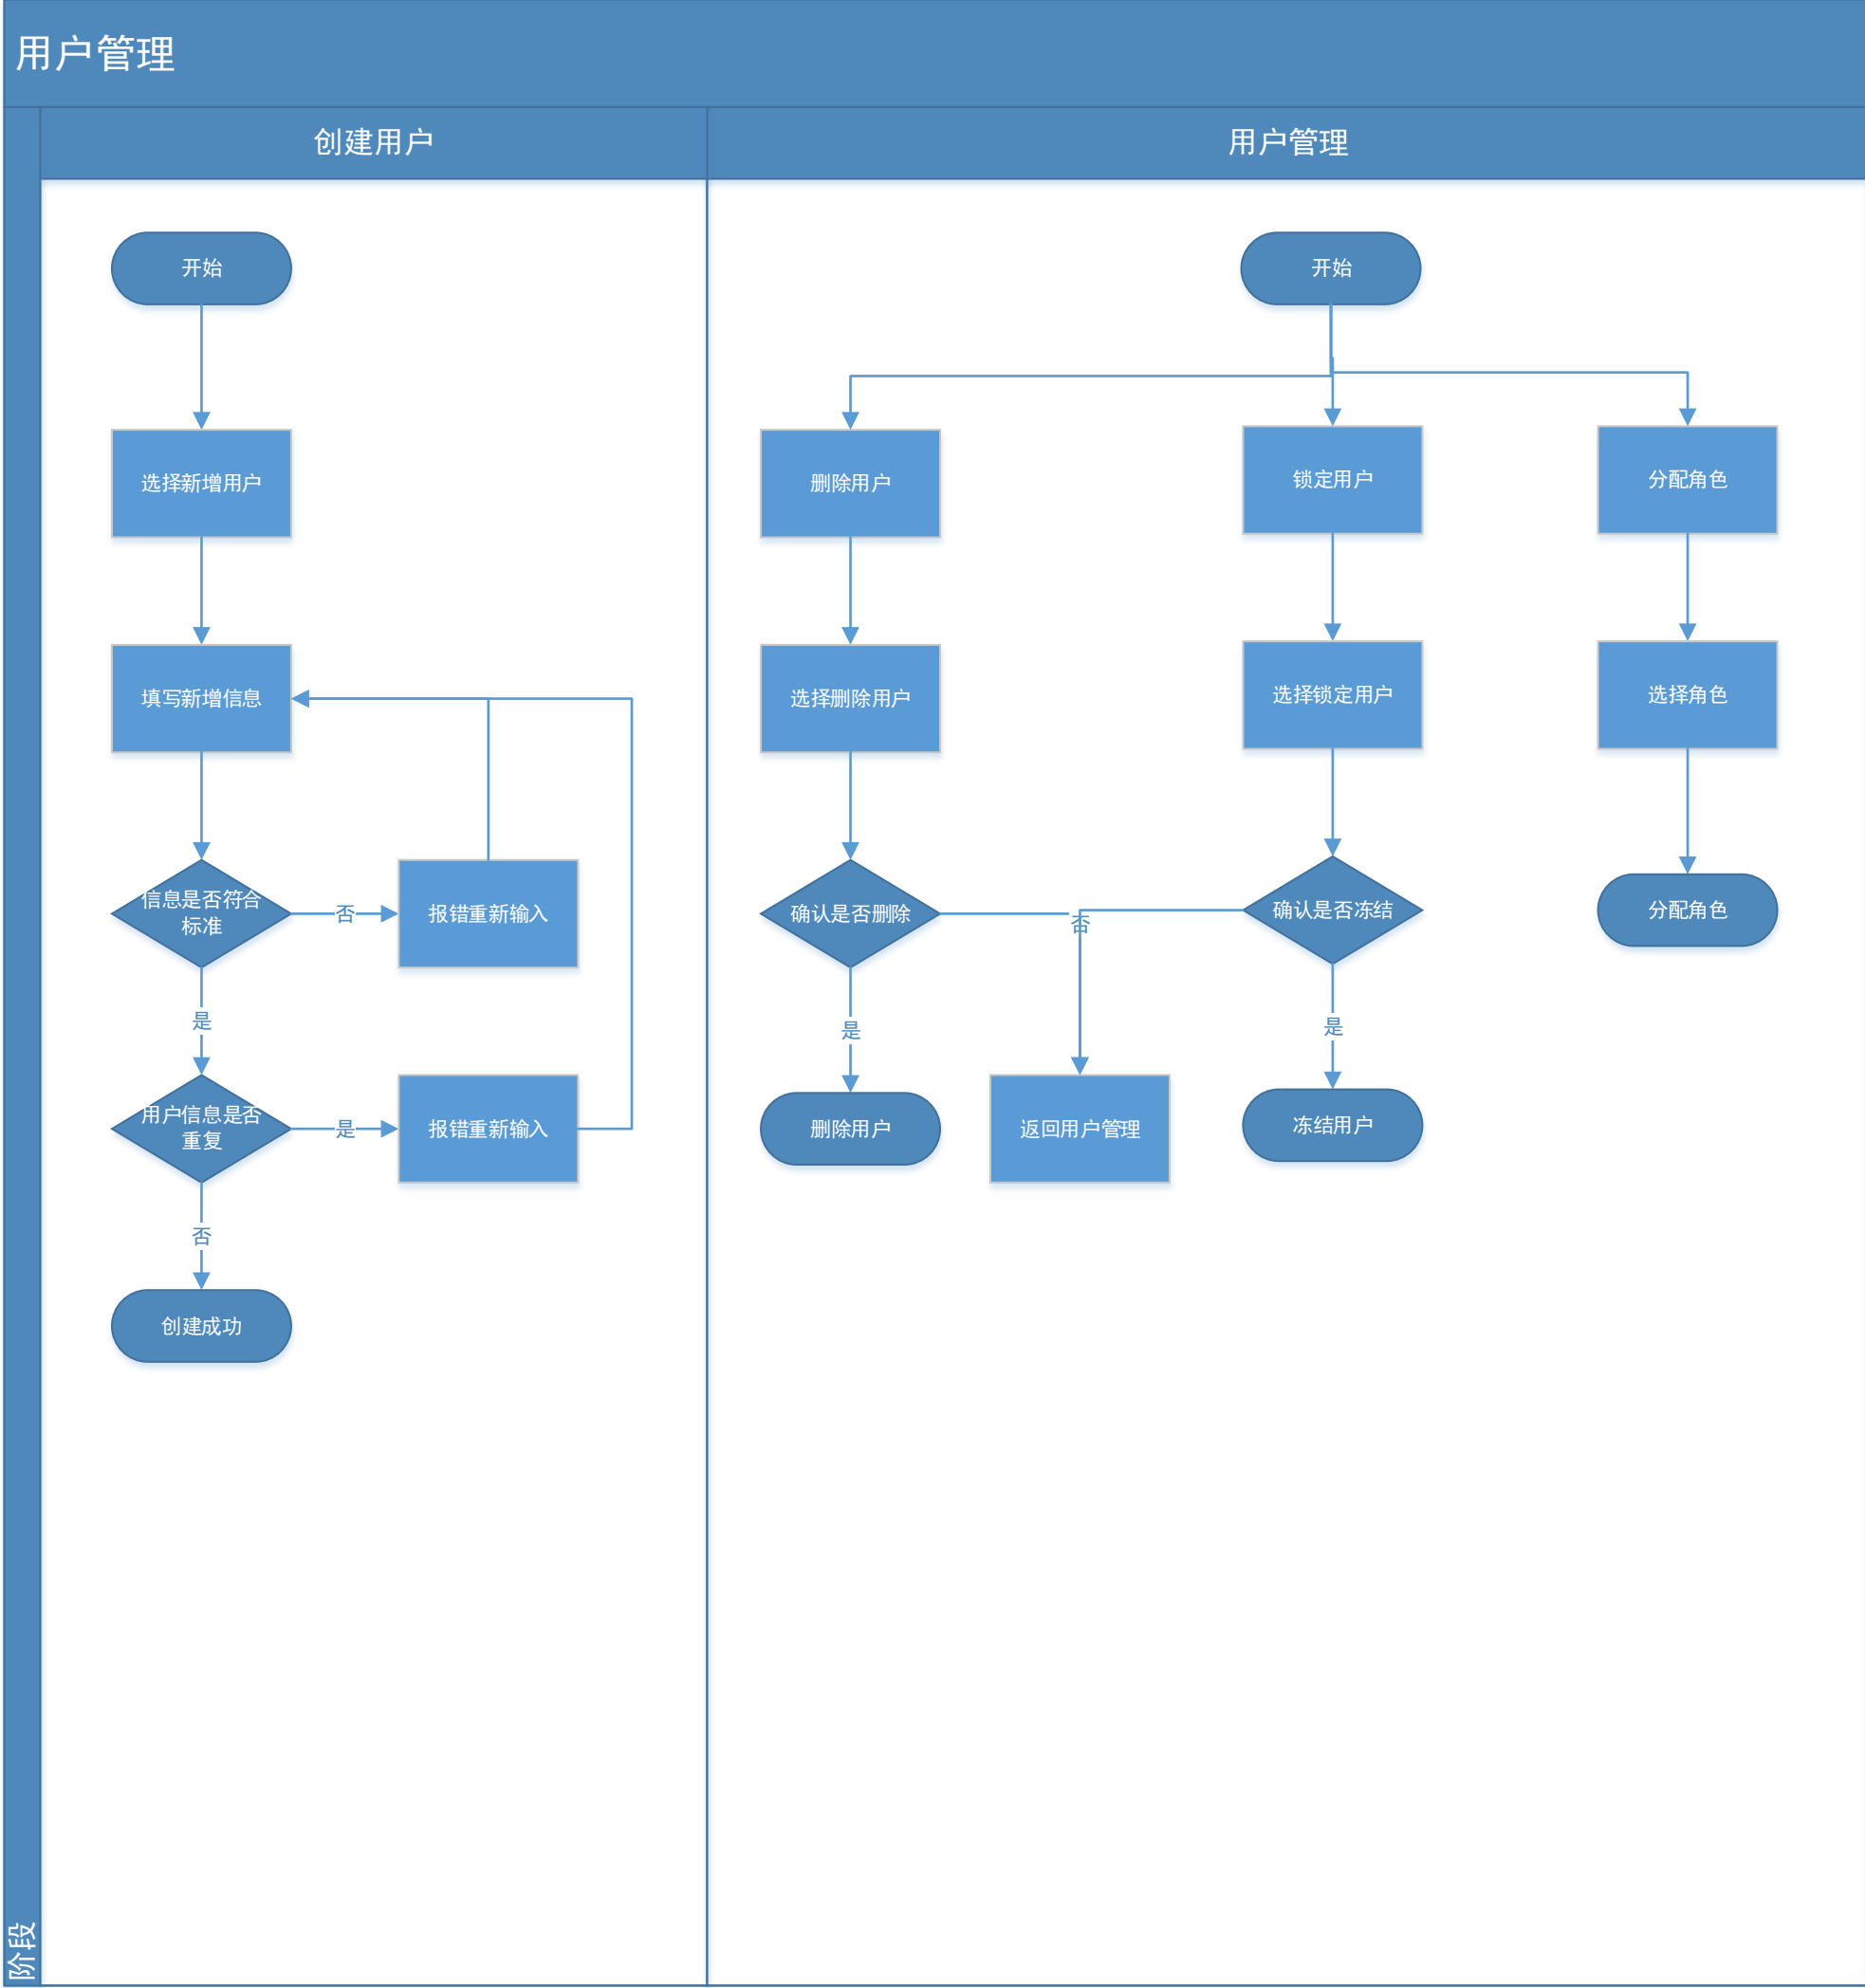 用户管理
创建用户
用户管理
开始
选择新增用户
填写新增信息
信息是否符合
标准
否
报错重新输入
是
用户信息是否
重复
是
报错重新输入
否
创建成功
开始
删除用户
锁定用户
分配角色
选择删除用户
选择锁定用户
选择角色
确认是否删除
否
确认是否冻结
分配角色
是
是
删除用户
返回用户管理
冻结用户
阶段